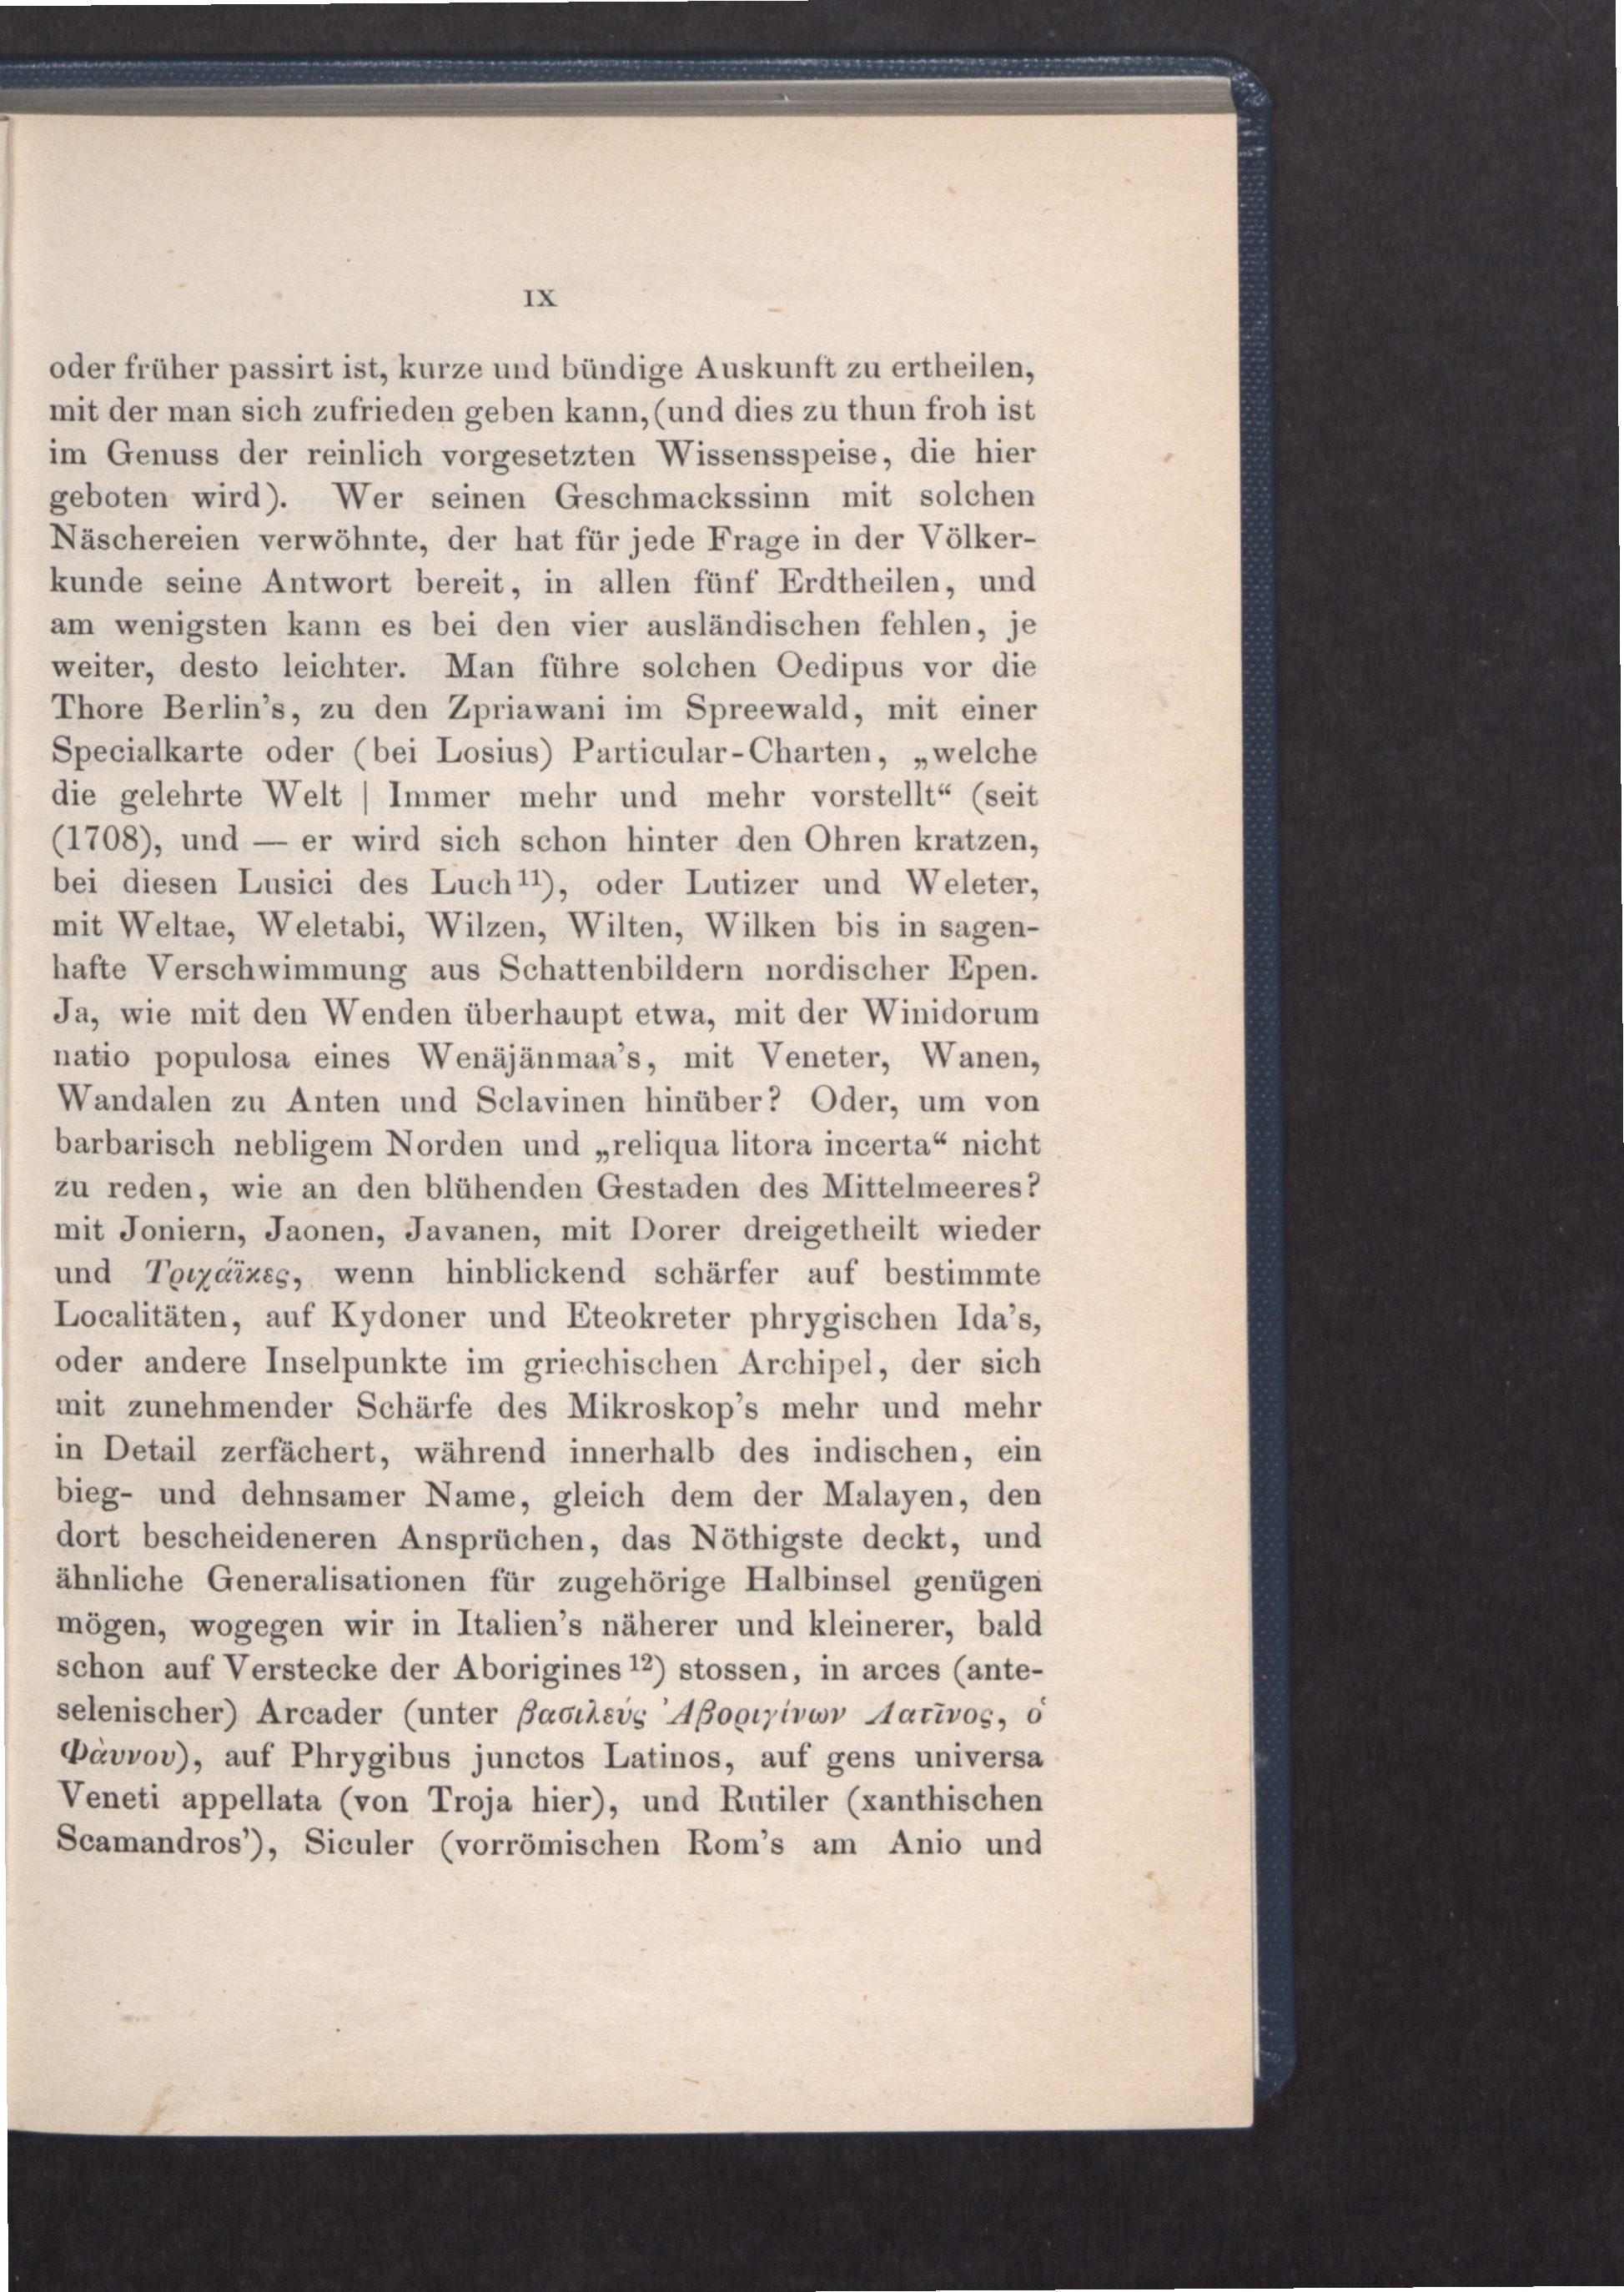 IX
oder früher passirt ist, kurze und bündige Auskunft zu ertheilen,
mit der man sich zufrieden geben kann, (und dies zu thun froh ist
im Genuss der reinlich vorgesetzten Wissensspeise, die hier
geboten wird). Wer seinen Geschmackssinn mit solchen
Näschereien verwöhnte, der hat für jede Frage in der Völker-
kunde seine Antwort bereit, in allen fünf Erdtheilen, und
am wenigsten kann es bei den vier ausländischen fehlen, je
weiter, desto leichter. Man führe solchen Oedipus vor die
Thore Berlin's, zu den Zpriawani im Spreewald, mit einer
Specialkarte oder (bei Losius) Particular-Charten, „welche
die gelehrte Welt | Immer mehr und mehr vorstellt“ (seit
(1708), und — er wird sich schon hinter den Ohren kratzen,
bei diesen Lusici des Luch¹¹), oder Lutizer und Weleter,
mit Weltae, Weletabi, Wilzen, Wilten, Wilken bis in sagen-
hafte Verschwimmung aus Schattenbildern nordischer Epen.
Ja, wie mit den Wenden überhaupt etwa, mit der Winidorum
natio populosa eines Wenäjänmaa's, mit Veneter, Wanen,
Wandalen zu Anten und Sclavinen hinüber? Oder, um von
barbarisch nebligem Norden und „reliqua litora incerta“ nicht
zu reden, wie an den blühenden Gestaden des Mittelmeeres?
mit Joniern, Jaonen, Javanen, mit Dorer dreigetheilt wieder
und Τριχάϊκες, wenn hinblickend schärfer auf bestimmte
Localitäten, auf Kydoner und Eteokreter phrygischen Ida's,
oder andere Inselpunkte im griechischen Archipel, der sich
mit zunehmender Schärfe des Mikroskop's mehr und mehr
in Detail zerfächert, während innerhalb des indischen, ein
bieg- und dehnsamer Name, gleich dem der Malayen, den
dort bescheideneren Ansprüchen, das Nöthigste deckt, und
ähnliche Generalisationen für zugehörige Halbinsel genügen
mögen, wogegen wir in Italien's näherer und kleinerer, bald
schon auf Verstecke der Aborigines¹²) stossen, in arces (ante-
selenischer) Arcader (unter βασιλεύς Ἀβοριγίνων Λατῖνος, ὁ
Φὰυνου), auf Phrygibus junctos Latinos, auf gens universa
Veneti appellata (von Troja hier), und Rutiler (xanthischen
Scamandros'), Siculer (vorrömischen Rom's am Anio und